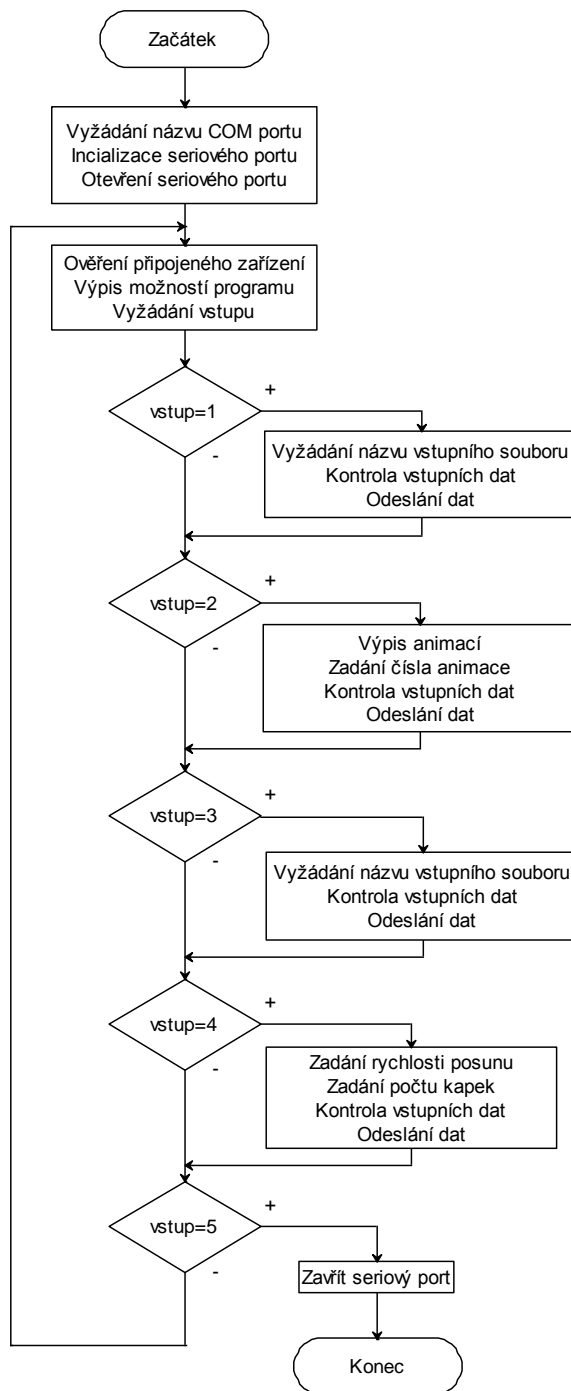 Začátek
Vyžádání názvu COM portu
Incializace seriového portu
Otevření seriového portu
Ověření připojeného zařízení
Výpis možností programu
Vyžádání vstupu
vstup=1
+
-
Vyžádání názvu vstupního souboru
Kontrola vstupních dat
Odeslání dat
vstup=2
+
-
Výpis animací
Zadání čísla animace
Kontrola vstupních dat
Odeslání dat
vstup=3
+
-
Vyžádání názvu vstupního souboru
Kontrola vstupních dat
Odeslání dat
vstup=4
+
-
Zadání rychlosti posunu
Zadání počtu kapek
Kontrola vstupních dat
Odeslání dat
vstup=5
+
-
Zavřít seriový port
Konec